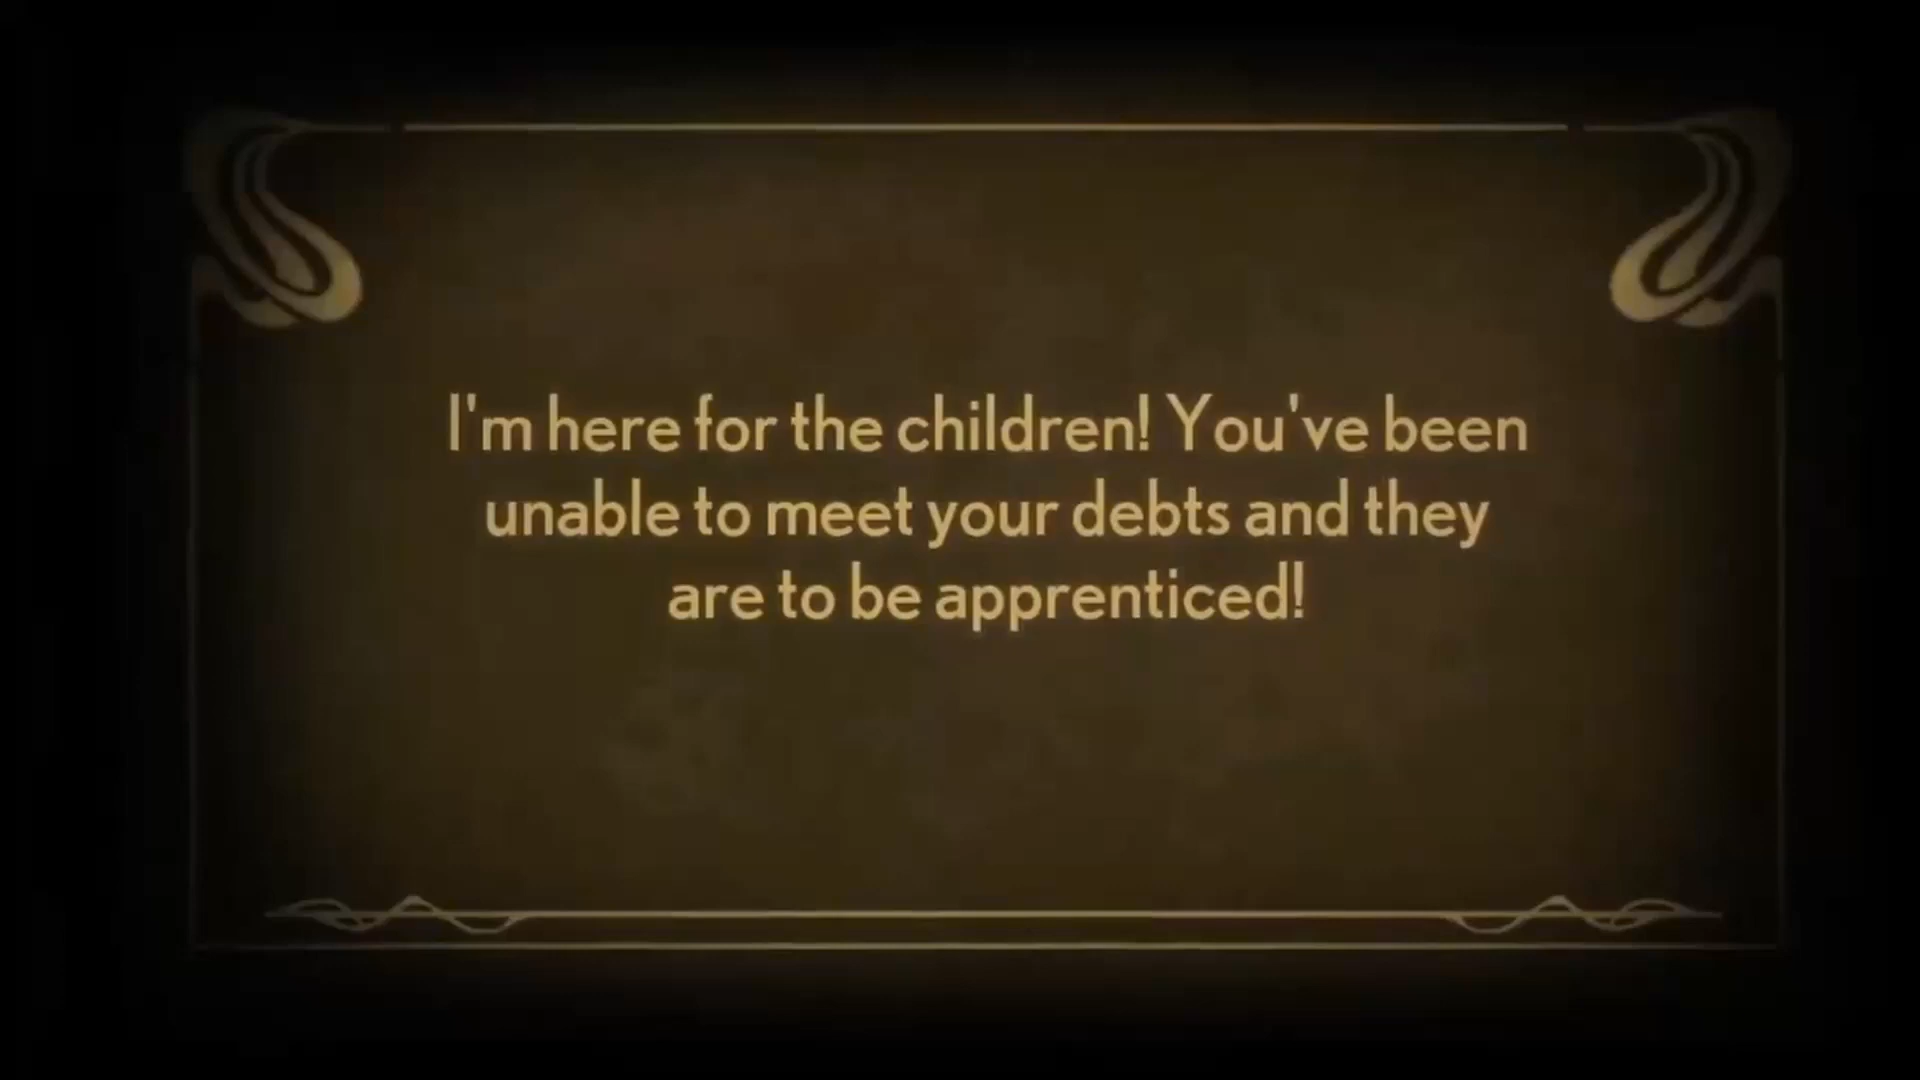 I'm here for the children! You've been
unable to meet your debts and they
are to be apprenticed!